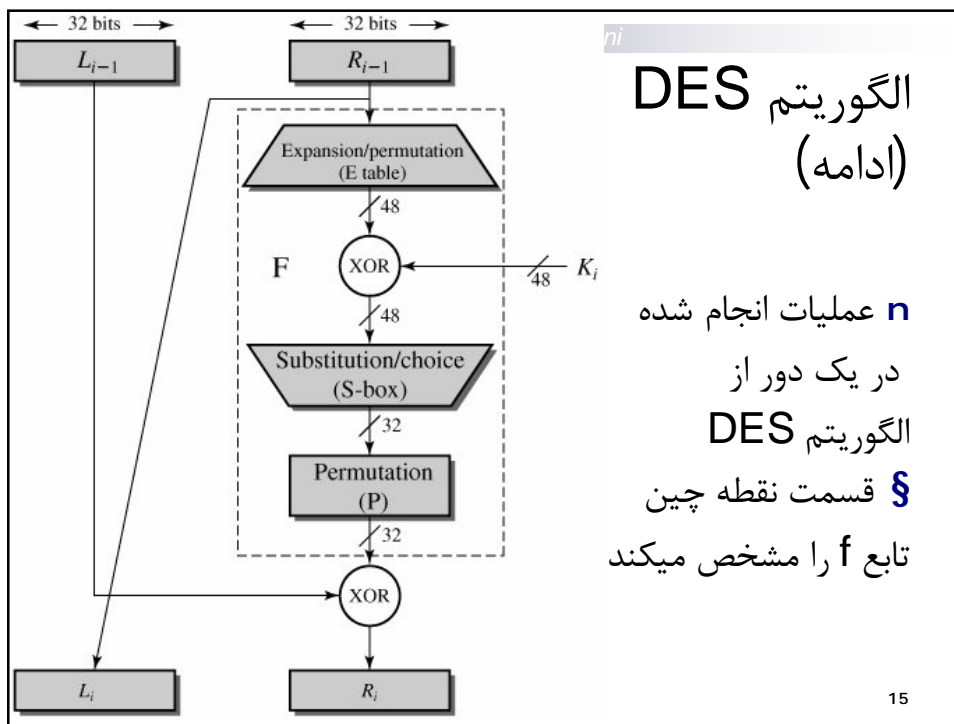 ni
الگوریتم DES
(ادامه)
n عملیات انجام شده
در یک دور از
الگوریتم DES
§ قسمت نقطه چین
تابع f را مشخص میکند
32 bits
32 bits
L_{i−1}
R_{i−1}
Expansion/permutation
(E table)
48
F
XOR
48
K_i
48
Substitution/choice
(S-box)
32
Permutation
(P)
32
XOR
L_i
R_i
15